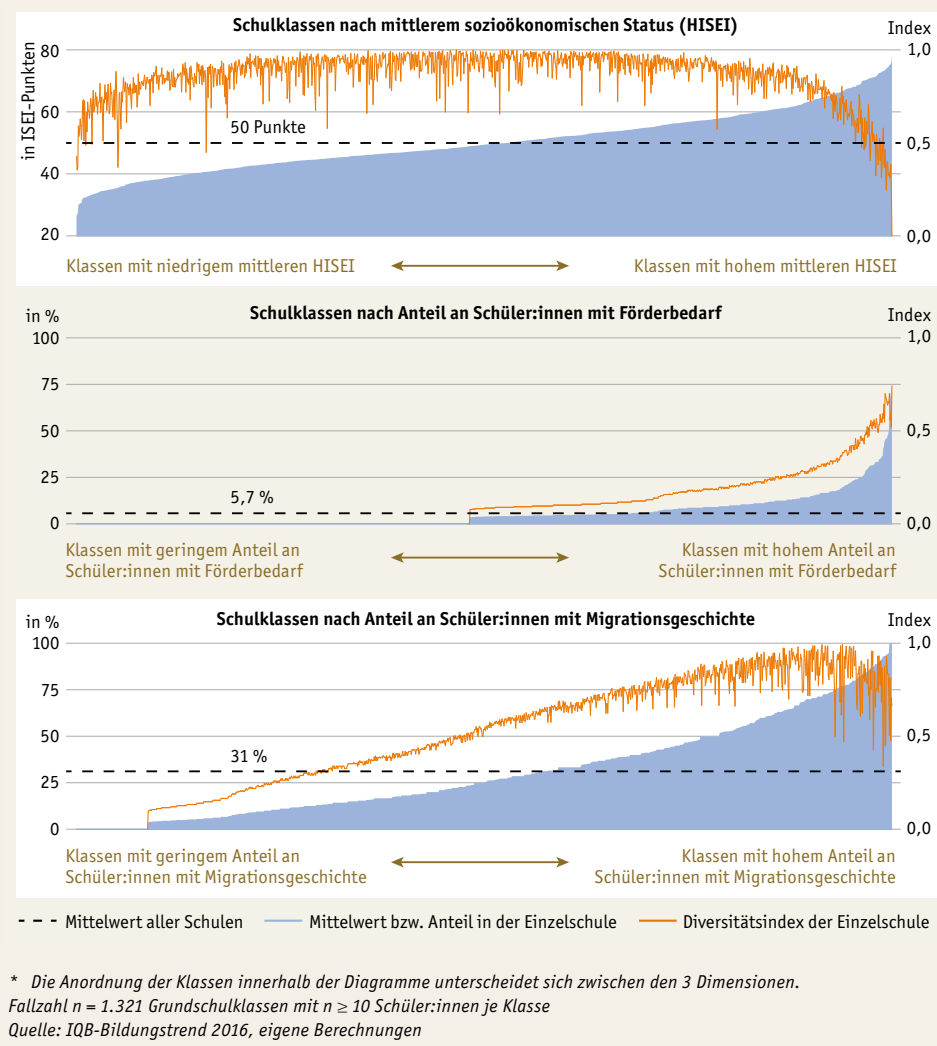 Schulklassen nach mittlerem sozioökonomischen Status (HISEI)
Index
in ISEI-Punkten
80
60
40
20
1,0
0,5
0,0
50 Punkte
Klassen mit niedrigem mittleren HISEI
Klassen mit hohem mittleren HISEI
in %
Schulklassen nach Anteil an Schüler:innen mit Förderbedarf
Index
100
75
50
25
0
1,0
0,5
0,0
5,7 %
Klassen mit geringem Anteil an
Schüler:innen mit Förderbedarf
Klassen mit hohem Anteil an
Schüler:innen mit Förderbedarf
in %
Schulklassen nach Anteil an Schüler:innen mit Migrationsgeschichte
Index
100
75
50
25
0
1,0
0,5
0,0
31 %
Klassen mit geringem Anteil an
Schüler:innen mit Migrationsgeschichte
Klassen mit hohem Anteil an
Schüler:innen mit Migrationsgeschichte
Mittelwert aller Schulen
Mittelwert bzw. Anteil in der Einzelschule
Diversitätsindex der Einzelschule
* Die Anordnung der Klassen innerhalb der Diagramme unterscheidet sich zwischen den 3 Dimensionen.
Fallzahl n = 1.321 Grundschulklassen mit n ≥ 10 Schüler:innen je Klasse
Quelle: IQB-Bildungstrend 2016, eigene Berechnungen